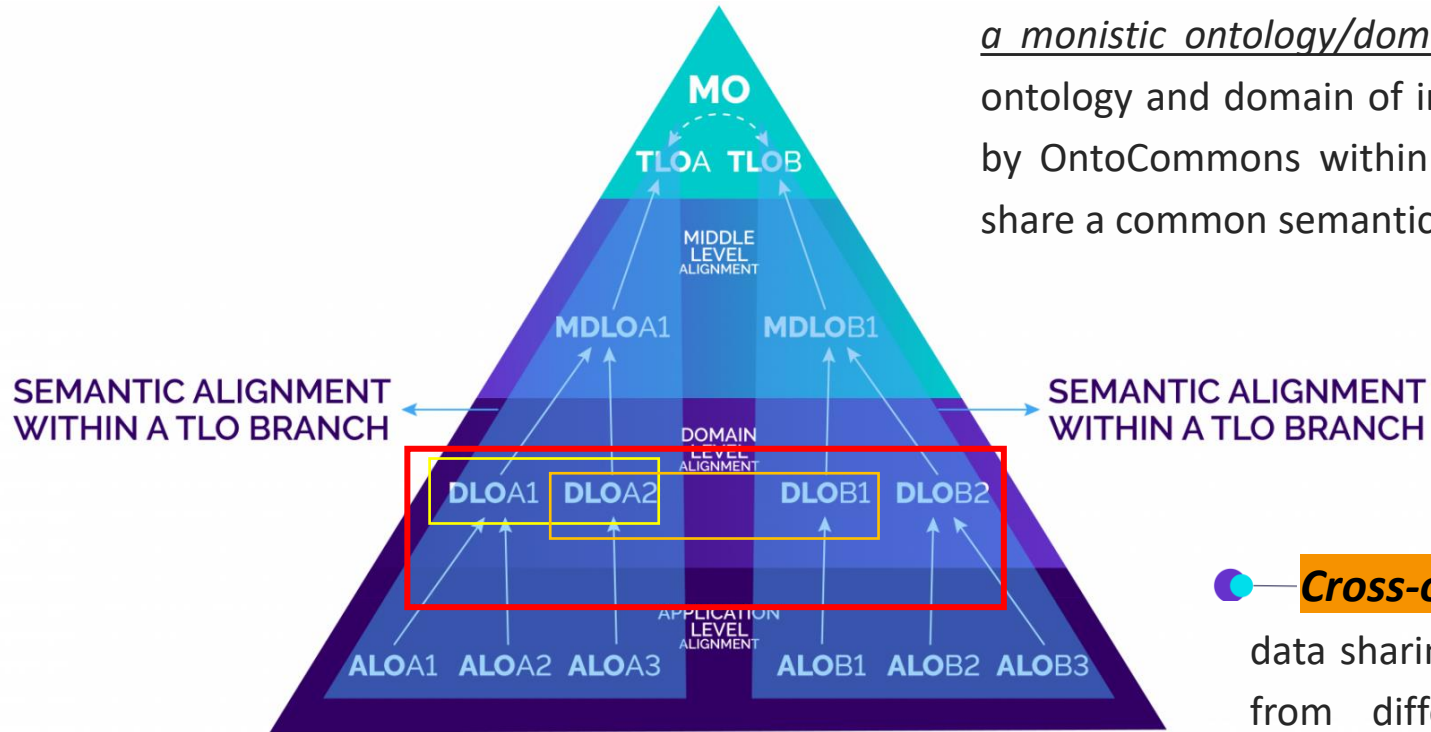 a monistic ontology/dom
ontology and domain of in
by OntoCommons within
share a common semantic
MO
TLOA TLOB
MIDDLE
LEVEL
ALIGNMENT
MDLOA1 MDLOB1
SEMANTIC ALIGNMENT
WITHIN A TLO BRANCH
SEMANTIC ALIGNMENT
WITHIN A TLO BRANCH
DOMAIN
LEVEL
ALIGNMENT
DLOA1 DLOA2 DLOB1 DLOB2
Cross-
data sharin
from diffe
APPLICATION
LEVEL
ALIGNMENT
ALOA1 ALOA2 ALOA3 ALOB1 ALOB2 ALOB3